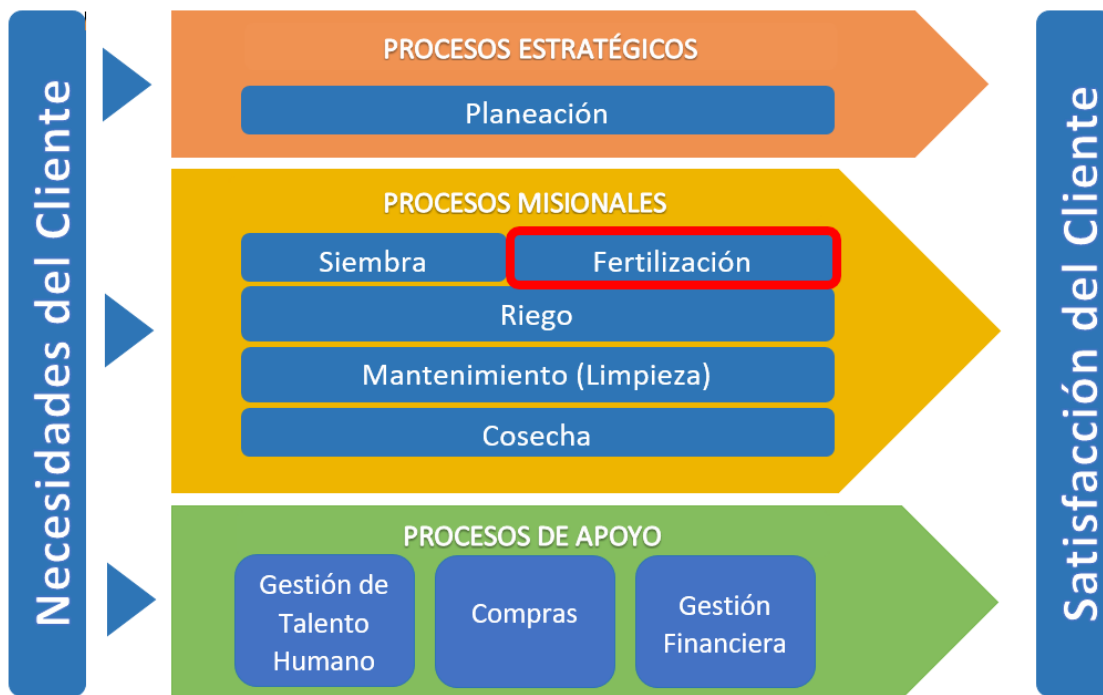 Necesidades del Cliente
PROCESOS ESTRATÉGICOS
Planeación
PROCESOS MISIONALES
Siembra
Fertilización
Riego
Mantenimiento (Limpieza)
Cosecha
PROCESOS DE APOYO
Gestión de
Talento
Humano
Compras
Gestión
Financiera
Satisfacción del Cliente